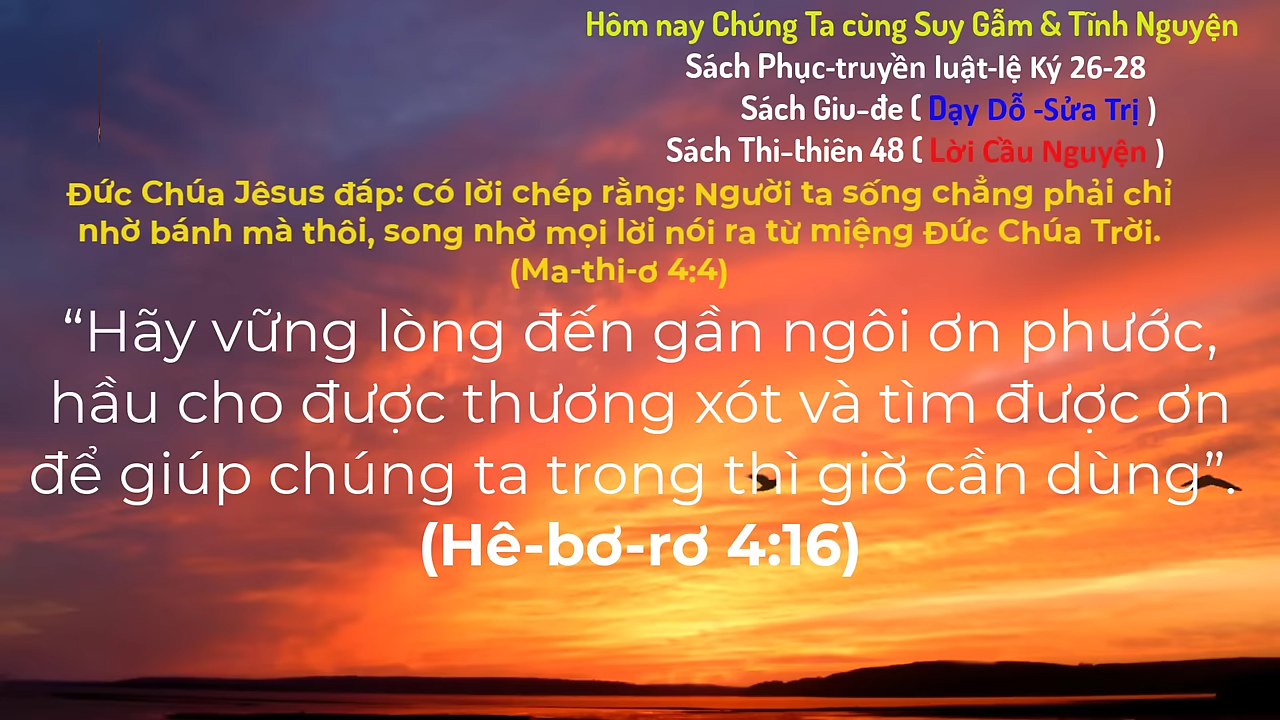 Hôm nay Chúng Ta cùng Suy Gẫm & Tĩnh Nguyện
Sách Phục-truyền luật-lệ Ký 26-28
Sách Giu-đe ( Dạy Dỗ -Sửa Trị )
Sách Thi-thiên 48 ( Lời Cầu Nguyện )
Đức Chúa Jêsus đáp: Có lời chép rằng: Người ta sống chẳng phải chỉ
nhờ bánh mà thôi, song nhờ mọi lời nói ra từ miệng Đức Chúa Trời.
(Ma-thi-ơ 4:4)
“Hãy vững lòng đến gần ngôi ơn phước,
hầu cho được thương xót và tìm được ơn
để giúp chúng ta trong thì giờ cần dùng”.
(Hê-bơ-rơ 4:16)